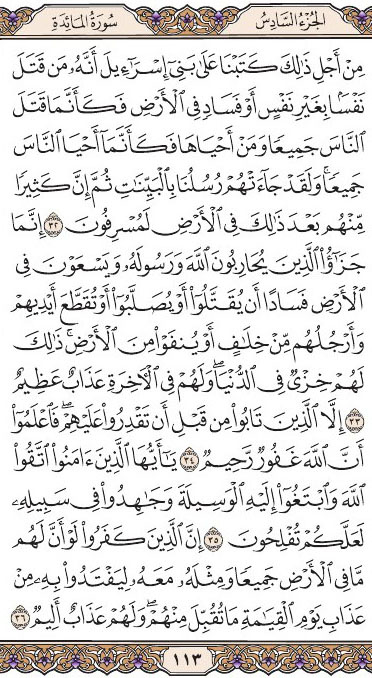 الجزء السادس سورة المائدة
مِنْ أَجْلِ ذَٰلِكَ كَتَبْنَا عَلَىٰ بَنِىٓ إِسْرَٰٓءِيلَ أَنَّهُۥ مَن قَتَلَ
نَفْسًۢا بِغَيْرِ نَفْسٍ أَوْ فَسَادٍ فِى ٱلْأَرْضِ فَكَأَنَّمَا قَتَلَ
ٱلنَّاسَ جَمِيعًا وَمَنْ أَحْيَاهَا فَكَأَنَّمَآ أَحْيَا ٱلنَّاسَ
جَمِيعًاۚ وَلَقَدْ جَآءَتْهُمْ رُسُلُنَا بِٱلْبَيِّنَٰتِ ثُمَّ إِنَّ كَثِيرًا
مِّنْهُم بَعْدَ ذَٰلِكَ فِى ٱلْأَرْضِ لَمُسْرِفُونَ ٣٢ إِنَّمَا
جَزَٰٓؤُا۟ ٱلَّذِينَ يُحَارِبُونَ ٱللَّهَ وَرَسُولَهُۥ وَيَسْعَوْنَ فِى
ٱلْأَرْضِ فَسَادًا أَن يُقَتَّلُوٓا۟ أَوْ يُصَلَّبُوٓا۟ أَوْ تُقَطَّعَ أَيْدِيهِمْ
وَأَرْجُلُهُم مِّنْ خِلَٰفٍ أَوْ يُنفَوْا۟ مِنَ ٱلْأَرْضِۚ ذَٰلِكَ
لَهُمْ خِزْىٌ فِى ٱلدُّنْيَاۖ وَلَهُمْ فِى ٱلْءَاخِرَةِ عَذَابٌ عَظِيمٌ
٣٣ إِلَّا ٱلَّذِينَ تَابُوا۟ مِن قَبْلِ أَن تَقْدِرُوا۟ عَلَيْهِمْۖ فَٱعْلَمُوٓا۟
أَنَّ ٱللَّهَ غَفُورٌ رَّحِيمٌ ٣٤ يَٰٓأَيُّهَا ٱلَّذِينَ ءَامَنُوا۟ ٱتَّقُوا۟
ٱللَّهَ وَٱبْتَغُوٓا۟ إِلَيْهِ ٱلْوَسِيلَةَ وَجَٰهِدُوا۟ فِى سَبِيلِهِۦ
لَعَلَّكُمْ تُفْلِحُونَ ٣٥ إِنَّ ٱلَّذِينَ كَفَرُوا۟ لَوْ أَنَّ لَهُم
مَّا فِى ٱلْأَرْضِ جَمِيعًا وَمِثْلَهُۥ مَعَهُۥ لِيَفْتَدُوا۟ بِهِۦ مِنْ
عَذَابِ يَوْمِ ٱلْقِيَٰمَةِ مَا تُقُبِّلَ مِنْهُمْۖ وَلَهُمْ عَذَابٌ أَلِيمٌ ٣٦
١١٣